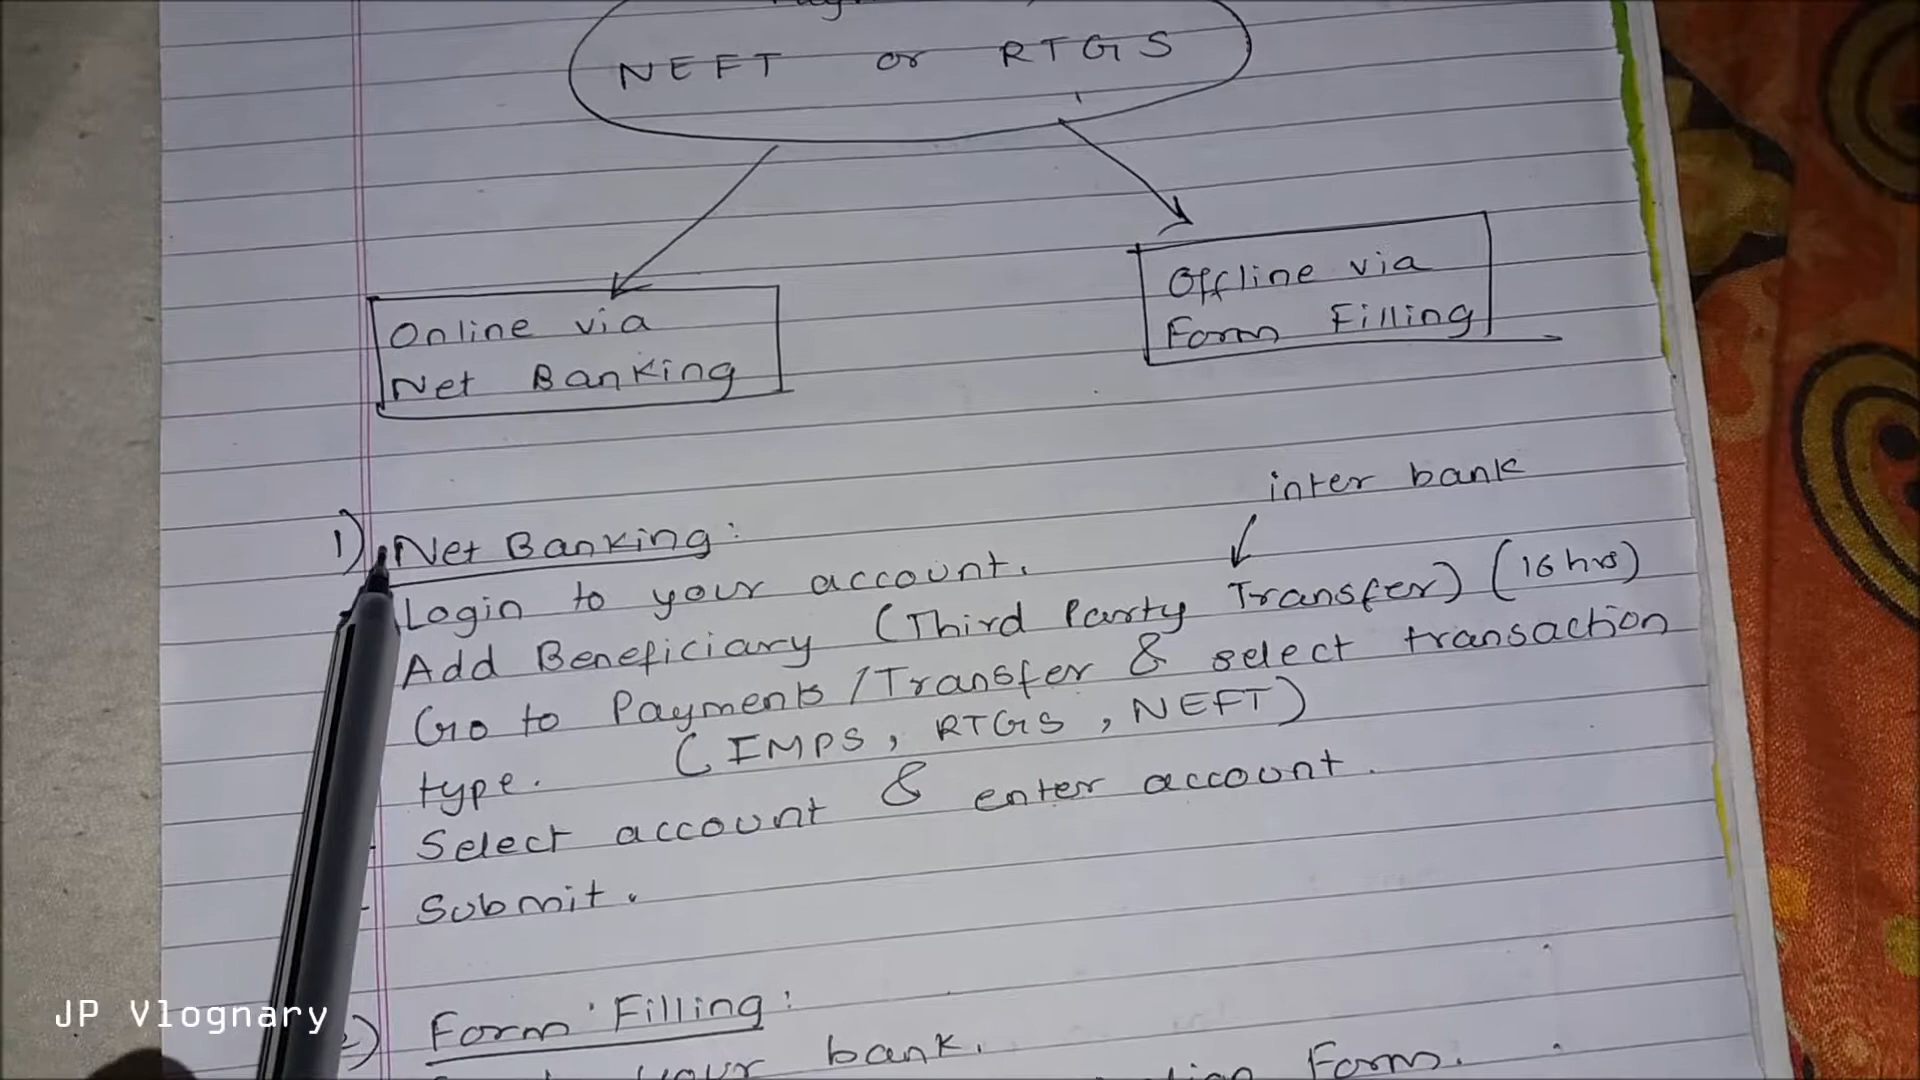 NEFT or RTGS
Online via
Net Banking
Offline via
Form Filling
inter bank
1) Net Banking:
Login to your account.
Add Beneficiary (Third Party Transfer) (16 hrs)
Go to Payments/Transfer & select transaction
type. (IMPS, RTGS, NEFT)
- Select account & enter account.
- Submit.
2) Form Filling:
your bank.
Form.
JP Vlognary